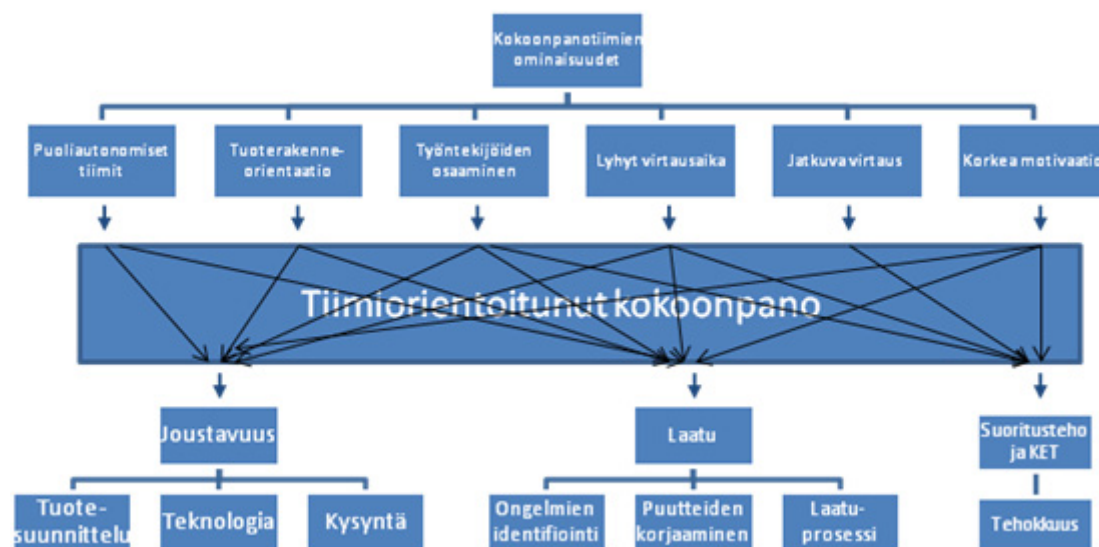 Kokoonpanotiimien
ominaisuudet
Puoliautonomiset
tiimit
Tuoterakenne-
orientaatio
Työntekijöiden
osaaminen
Lyhyt virtausaika
Jatkuva virtaus
Korkea motivaatio
Tiimiorientoitunut kokoonpano
Joustavuus
Laatu
Suoritusteho
ja KET
Tuote-
suunnittelu
Teknologia
Kysyntä
Ongelmien
identifiointi
Puutteiden
korjaaminen
Laatu-
prosessi
Tehokkuus